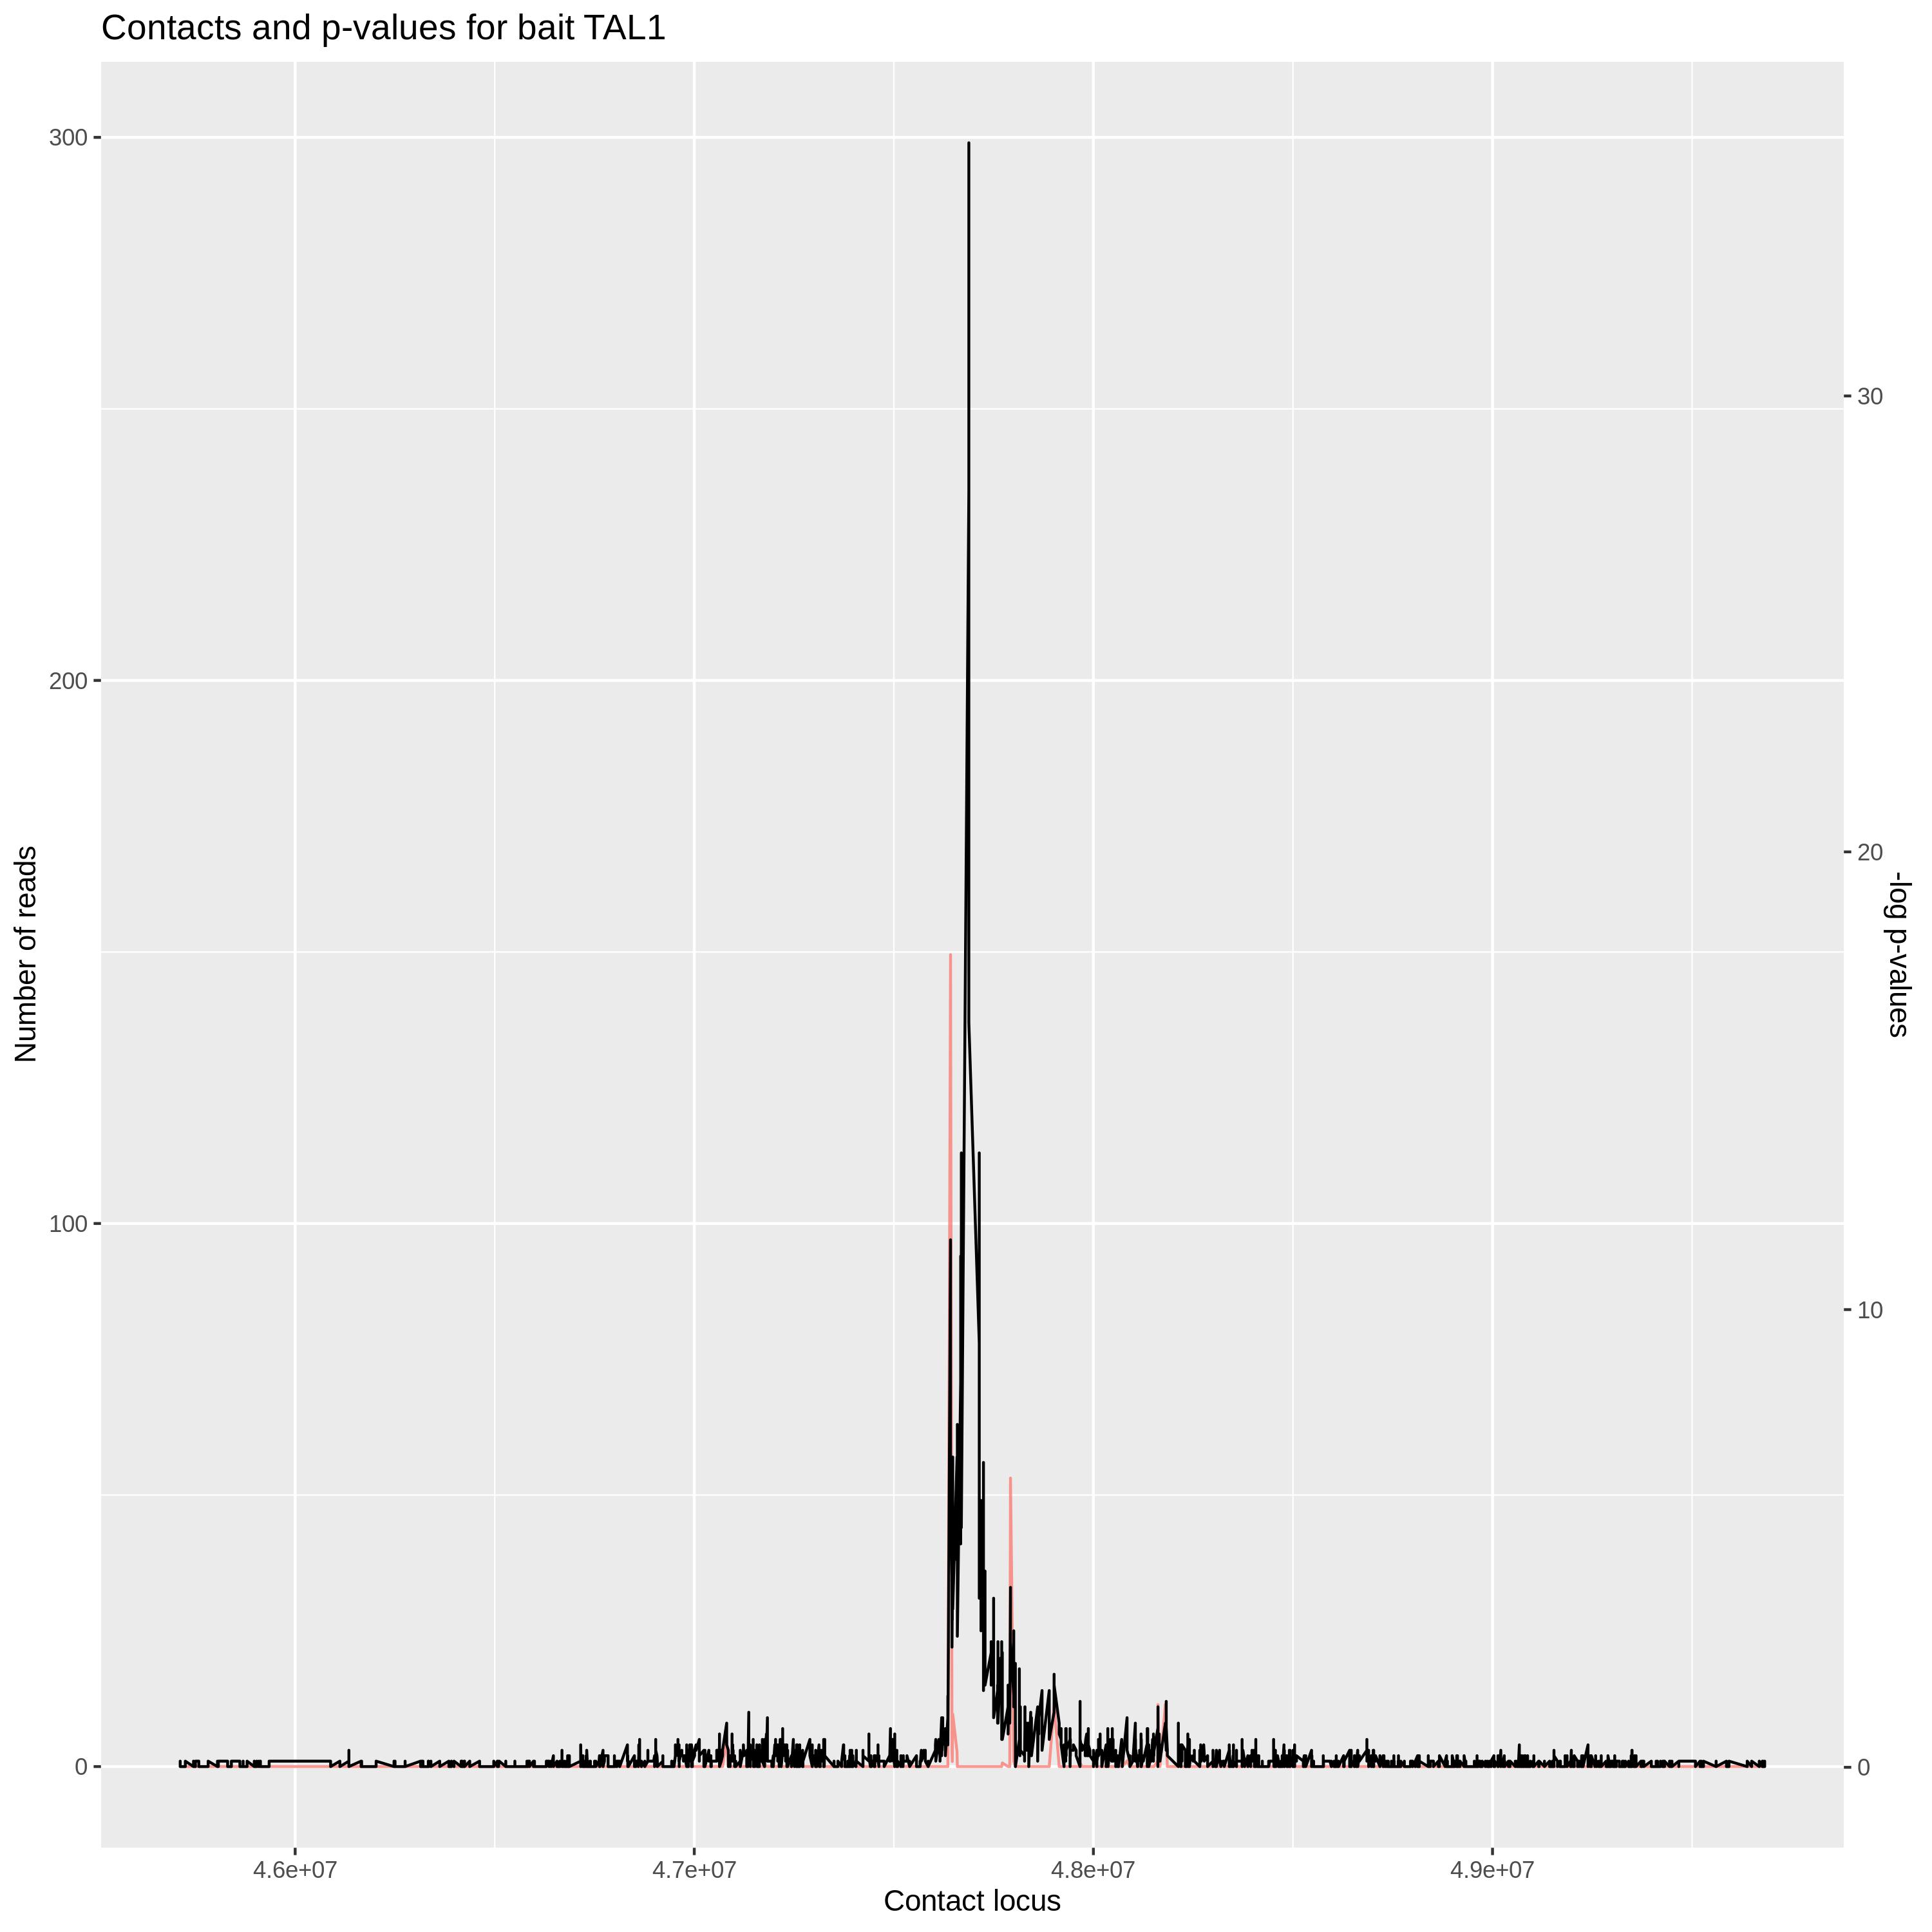 Contacts and p-values for bait TAL1
300
200
100
0
Number of reads
30
20
10
0
-log p-values
4.6e+07 4.7e+07 4.8e+07 4.9e+07
Contact locus